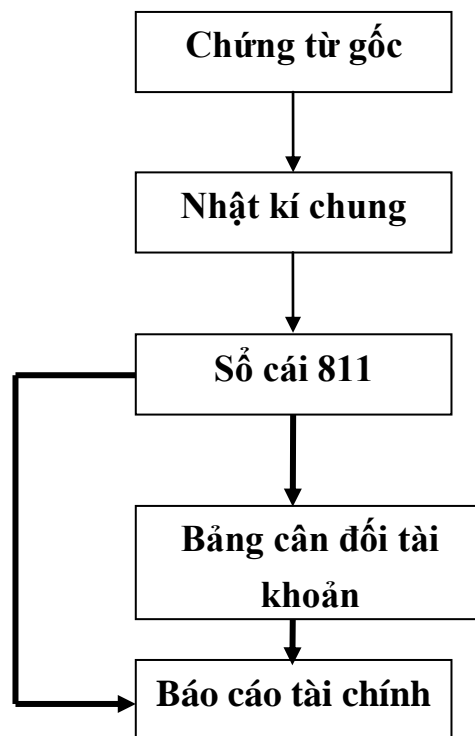 Chứng từ gốc
Nhật kí chung
Sổ cái 811
Bảng cân đối tài
khoản
Báo cáo tài chính